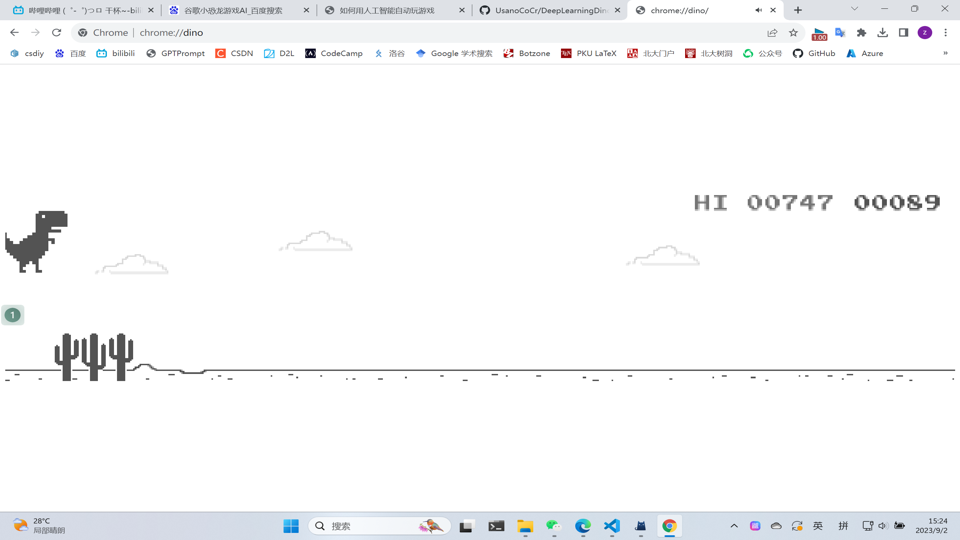 哔哩哔哩 (゜-゜)つロ 干杯~-bili
谷歌小恐龙游戏AI_百度搜索
如何用人工智能自动玩游戏
UsanoCoCr/DeepLearningDin
chrome://dino/
Chrome | chrome://dino
1.00
z
csdiy
百度
bilibili
GPTPrompt
CSDN
D2L
CodeCamp
洛谷
Google 学术搜索
Botzone
PKU LaTeX
北大门户
北大树洞
公众号
GitHub
Azure
»
HI 00747 00089
1
28°C
局部晴朗
搜索
英
拼
15:24
2023/9/2